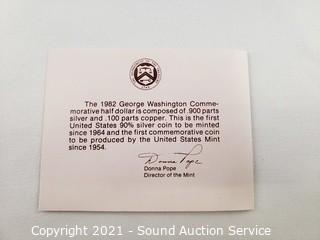 The 1982 George Washington Comme-
morative half dollar is composed of .900 parts
silver and .100 parts copper. This is the first
United States 90% silver coin to be minted
since 1964 and the first commemorative coin
to be produced by the United States Mint
since 1954.
Donna Pope
Donna Pope
Director of the Mint
Copyright 2021 - Sound Auction Service